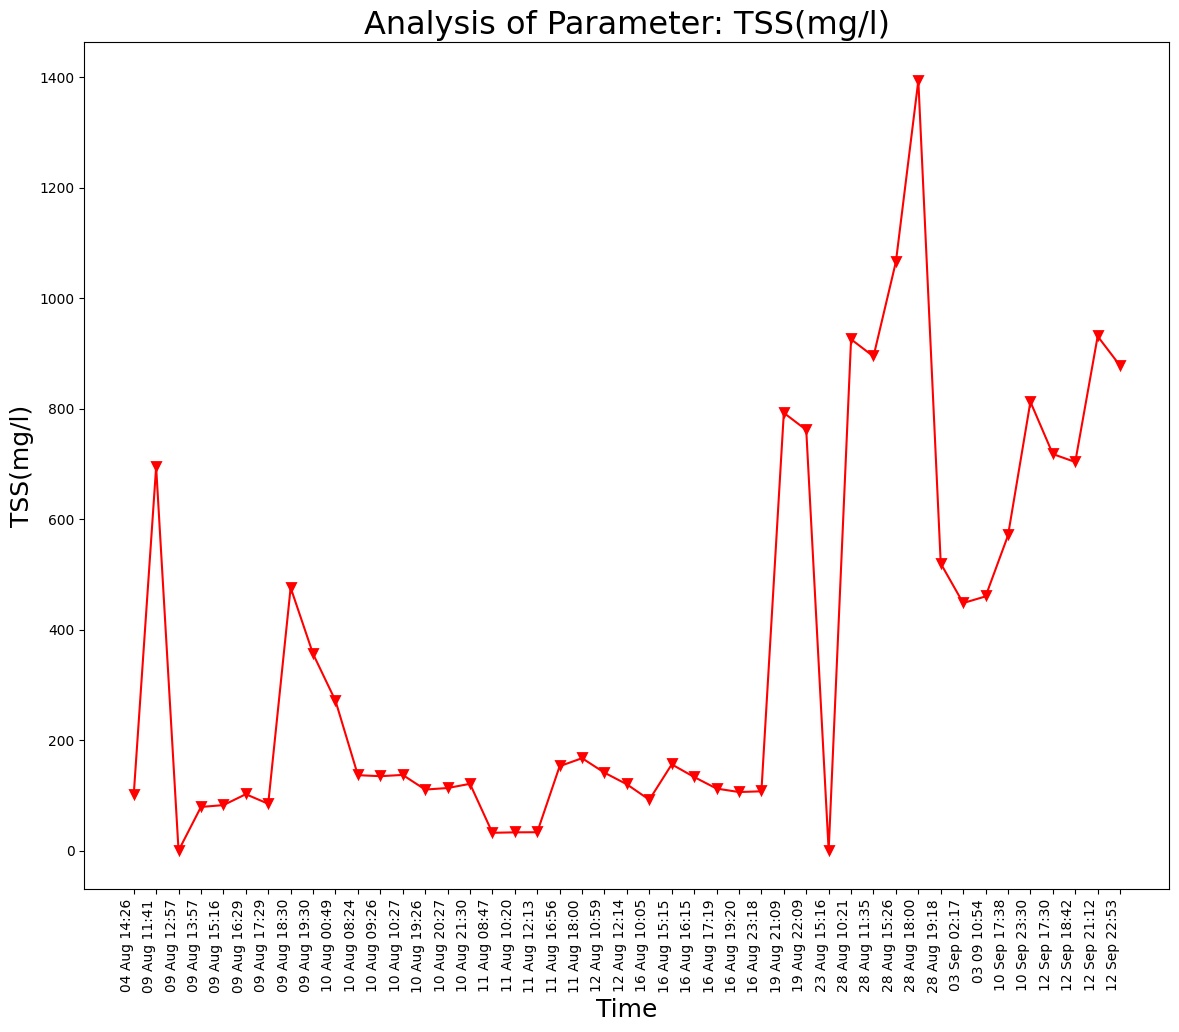 Analysis of Parameter: TSS(mg/l)
TSS(mg/l)
1400
1200
1000
800
600
400
200
0
04 Aug 14:26
09 Aug 11:41
09 Aug 12:57
09 Aug 13:57
09 Aug 15:16
09 Aug 16:29
09 Aug 17:29
09 Aug 18:30
09 Aug 19:30
10 Aug 00:49
10 Aug 08:24
10 Aug 09:26
10 Aug 10:27
10 Aug 19:26
10 Aug 20:27
10 Aug 21:30
11 Aug 08:47
11 Aug 10:20
11 Aug 12:13
11 Aug 16:56
11 Aug 18:00
12 Aug 10:59
12 Aug 12:14
16 Aug 10:05
16 Aug 15:15
16 Aug 16:15
16 Aug 17:19
16 Aug 19:20
16 Aug 23:18
19 Aug 21:09
19 Aug 22:09
23 Aug 15:16
28 Aug 10:21
28 Aug 11:35
28 Aug 15:26
28 Aug 18:00
28 Aug 19:18
03 Sep 02:17
03 09 10:54
10 Sep 17:38
10 Sep 23:30
12 Sep 17:30
12 Sep 18:42
12 Sep 21:12
12 Sep 22:53
Time